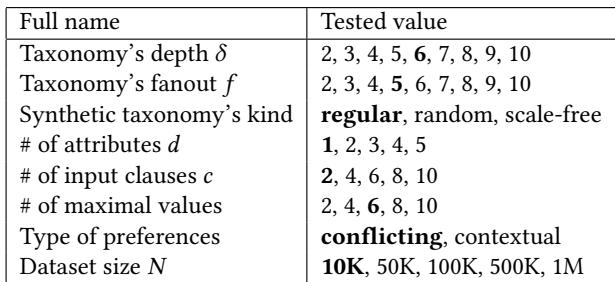 Full name Tested value
Taxonomy's depth δ 2, 3, 4, 5, 6, 7, 8, 9, 10
Taxonomy's fanout f 2, 3, 4, 5, 6, 7, 8, 9, 10
Synthetic taxonomy's kind regular, random, scale-free
# of attributes d 1, 2, 3, 4, 5
# of input clauses c 2, 4, 6, 8, 10
# of maximal values 2, 4, 6, 8, 10
Type of preferences conflicting, contextual
Dataset size N 10K, 50K, 100K, 500K, 1M